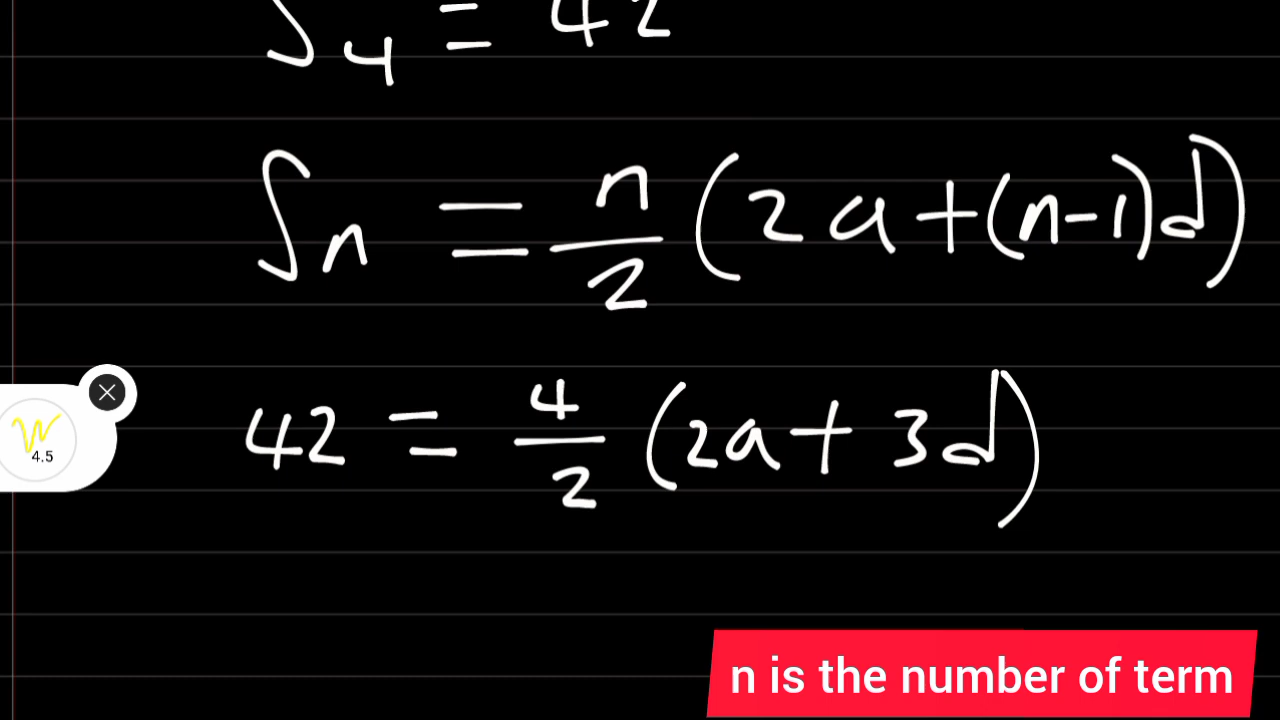 S4 = 42
Sn = n/2 (2a+(n-1)d)
42 = 4/2 (2a+3d)
W
4.5
n is the number of term